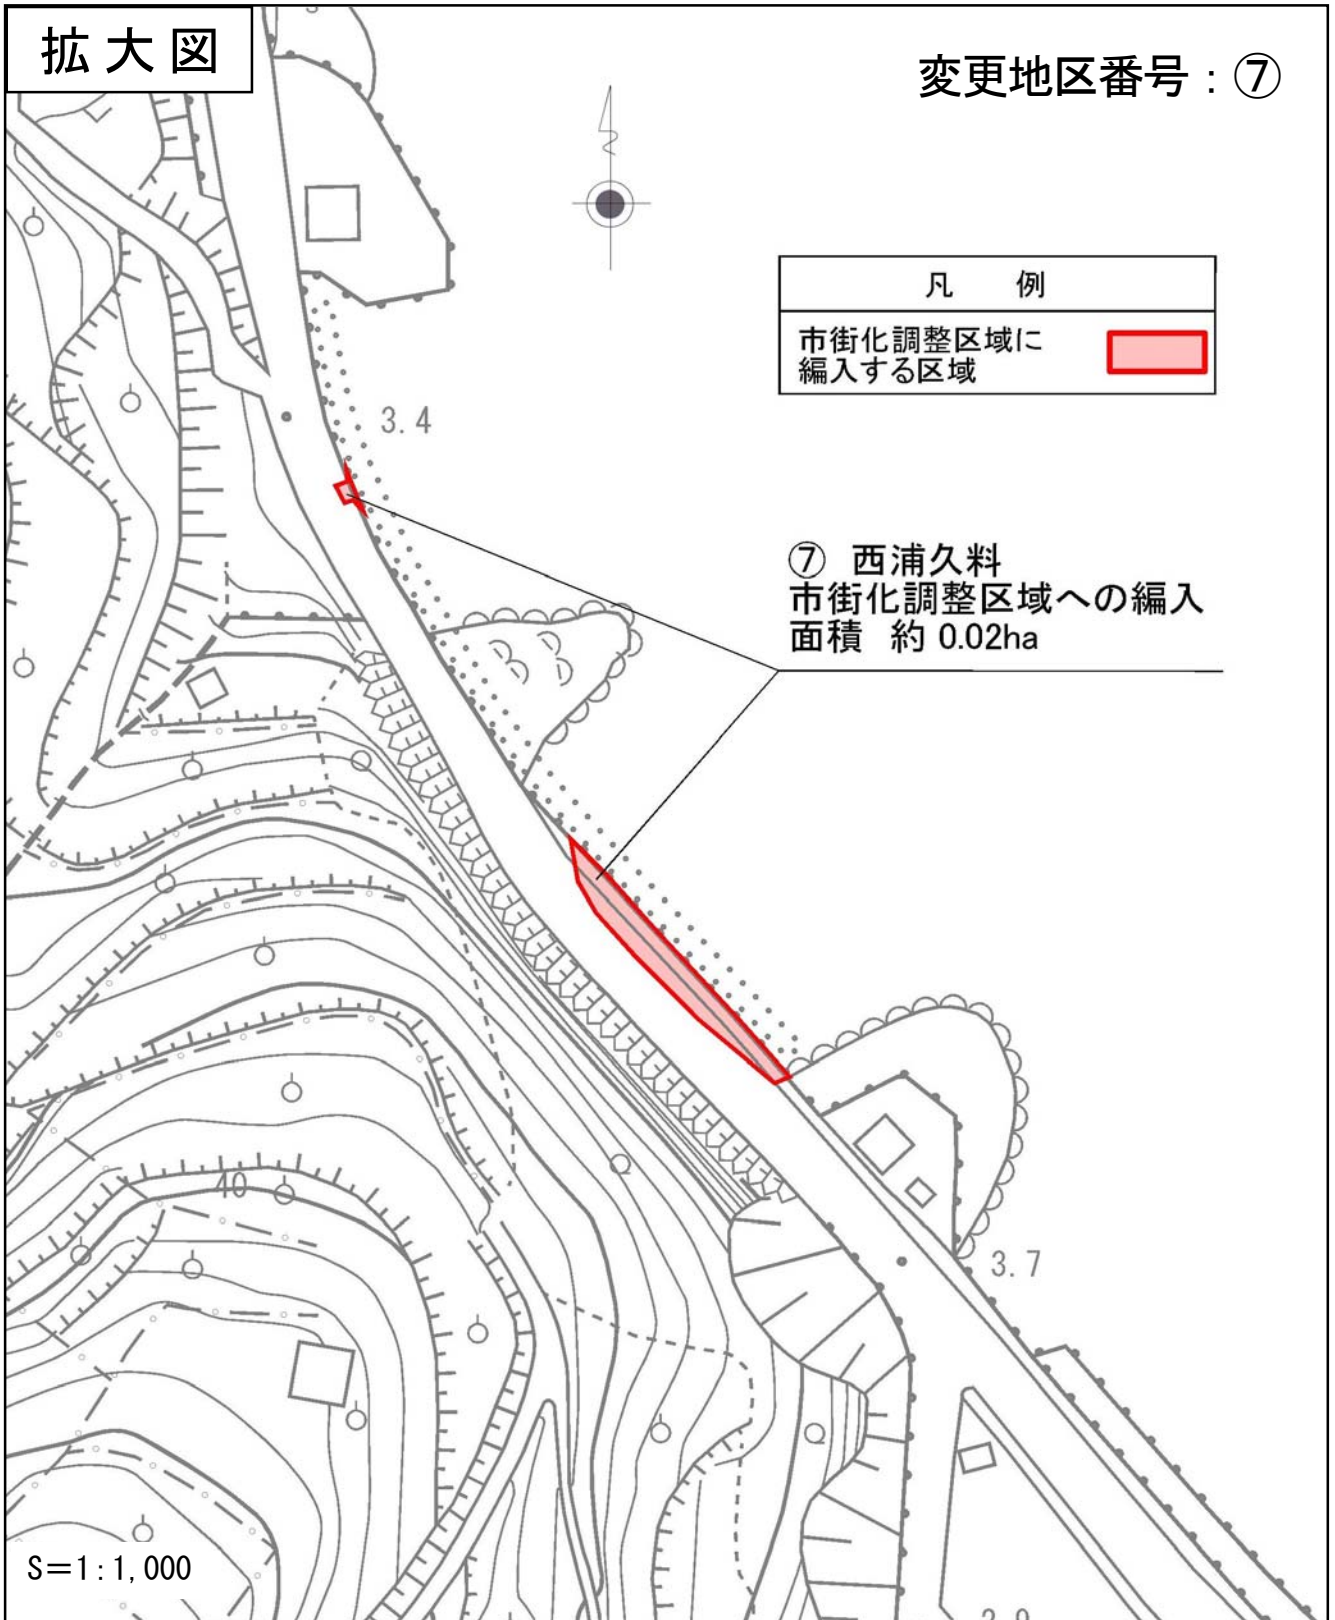 拡大図
変更地区番号：⑦
凡　例
市街化調整区域に
編入する区域
3.4
⑦ 西浦久料
市街化調整区域への編入
面積 約 0.02ha
40
3.7
S＝1:1,000